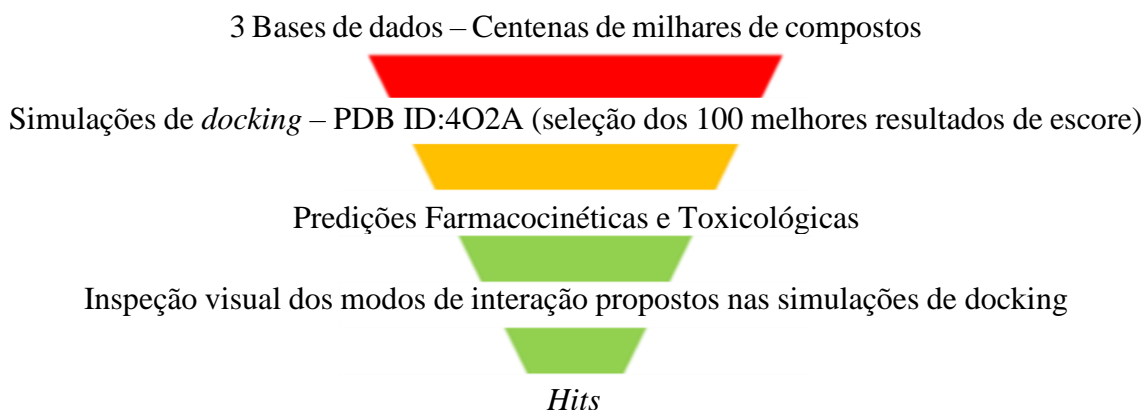 3 Bases de dados – Centenas de milhares de compostos
Simulações de docking – PDB ID:4O2A (seleção dos 100 melhores resultados de escore)
Predições Farmacocinéticas e Toxicológicas
Inspeção visual dos modos de interação propostos nas simulações de docking
Hits